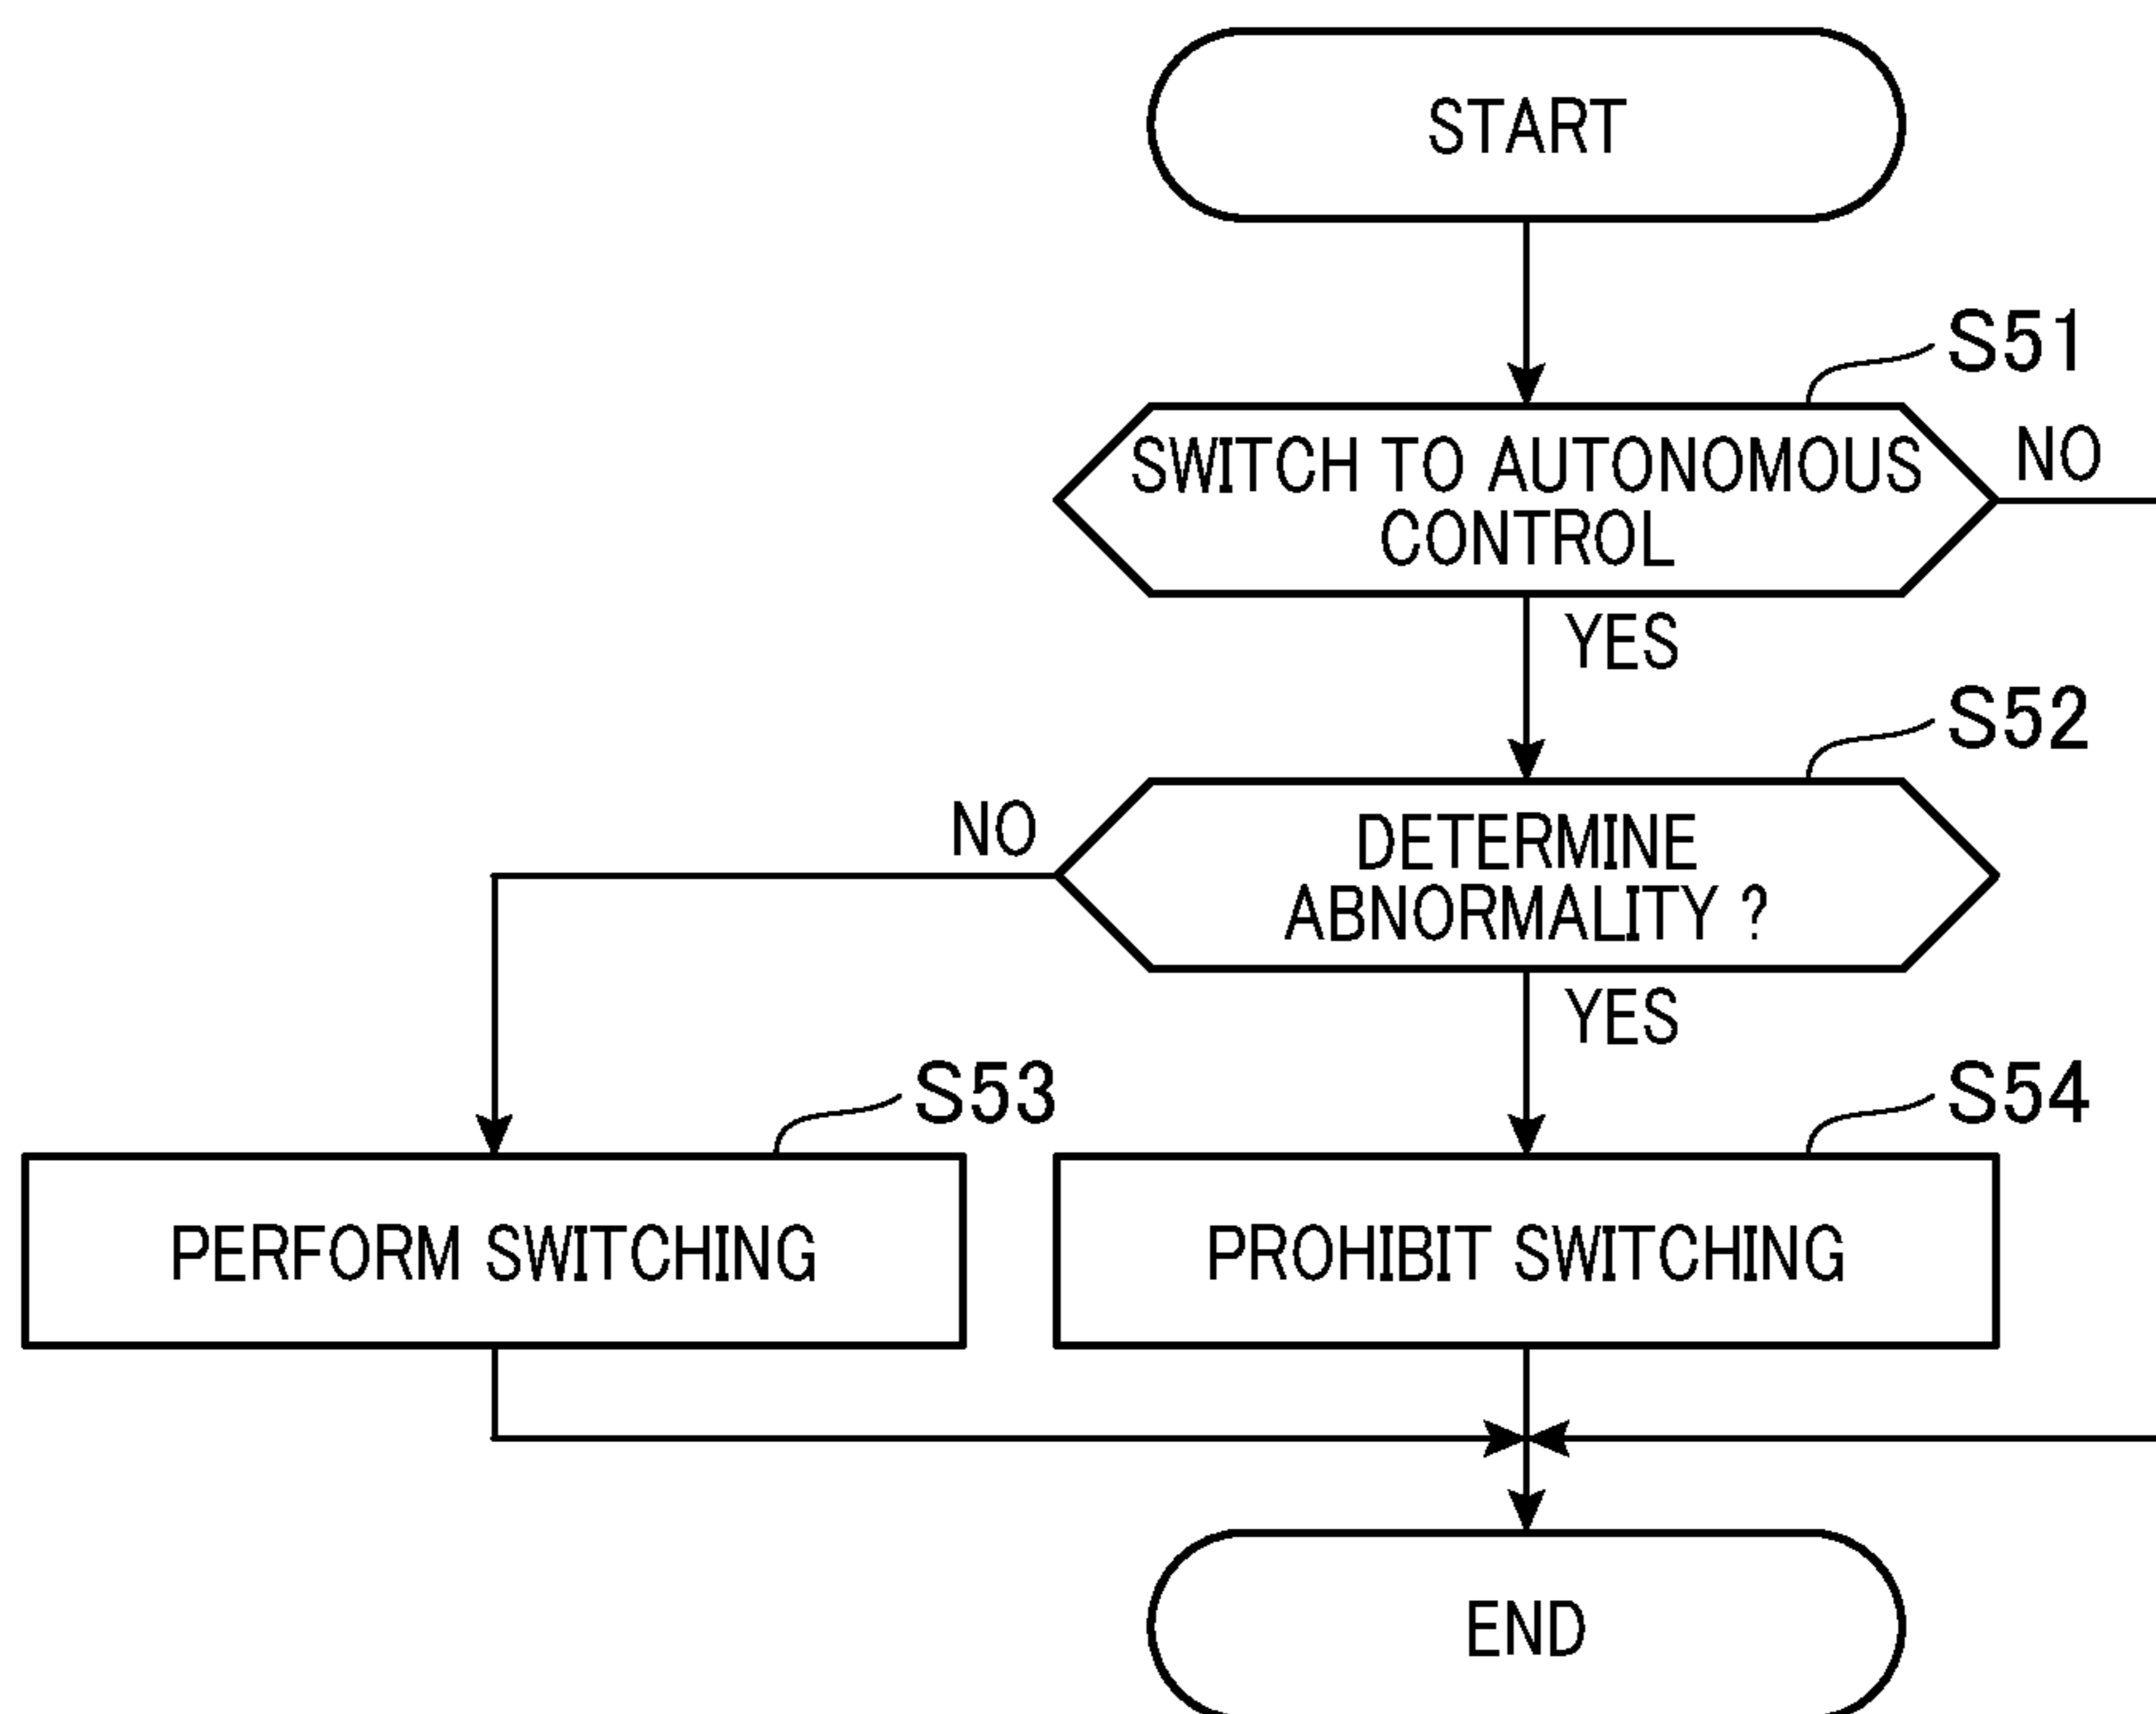 START
S51
SWITCH TO AUTONOMOUS
CONTROL
NO
YES
S52
NO
DETERMINE
ABNORMALITY ?
YES
S53
S54
PERFORM SWITCHING
PROHIBIT SWITCHING
END